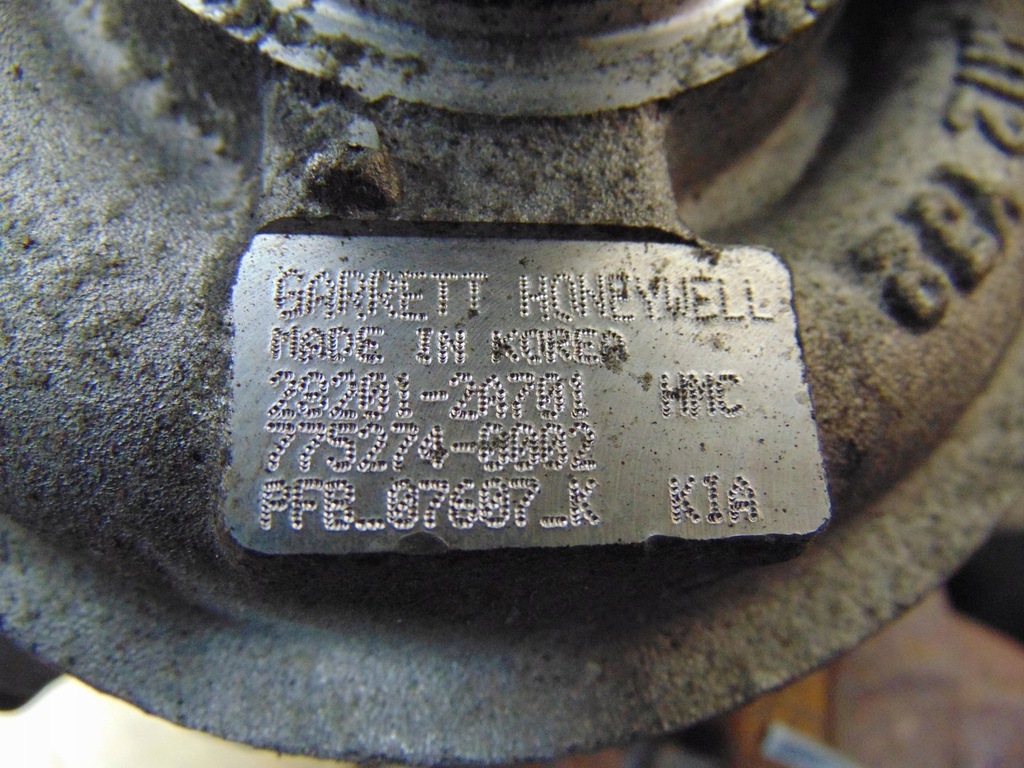 GARRETT HONEYWELL
MADE IN KOREA
28201-2A701 HMC
775274-0002
PFB_07607_K KIA